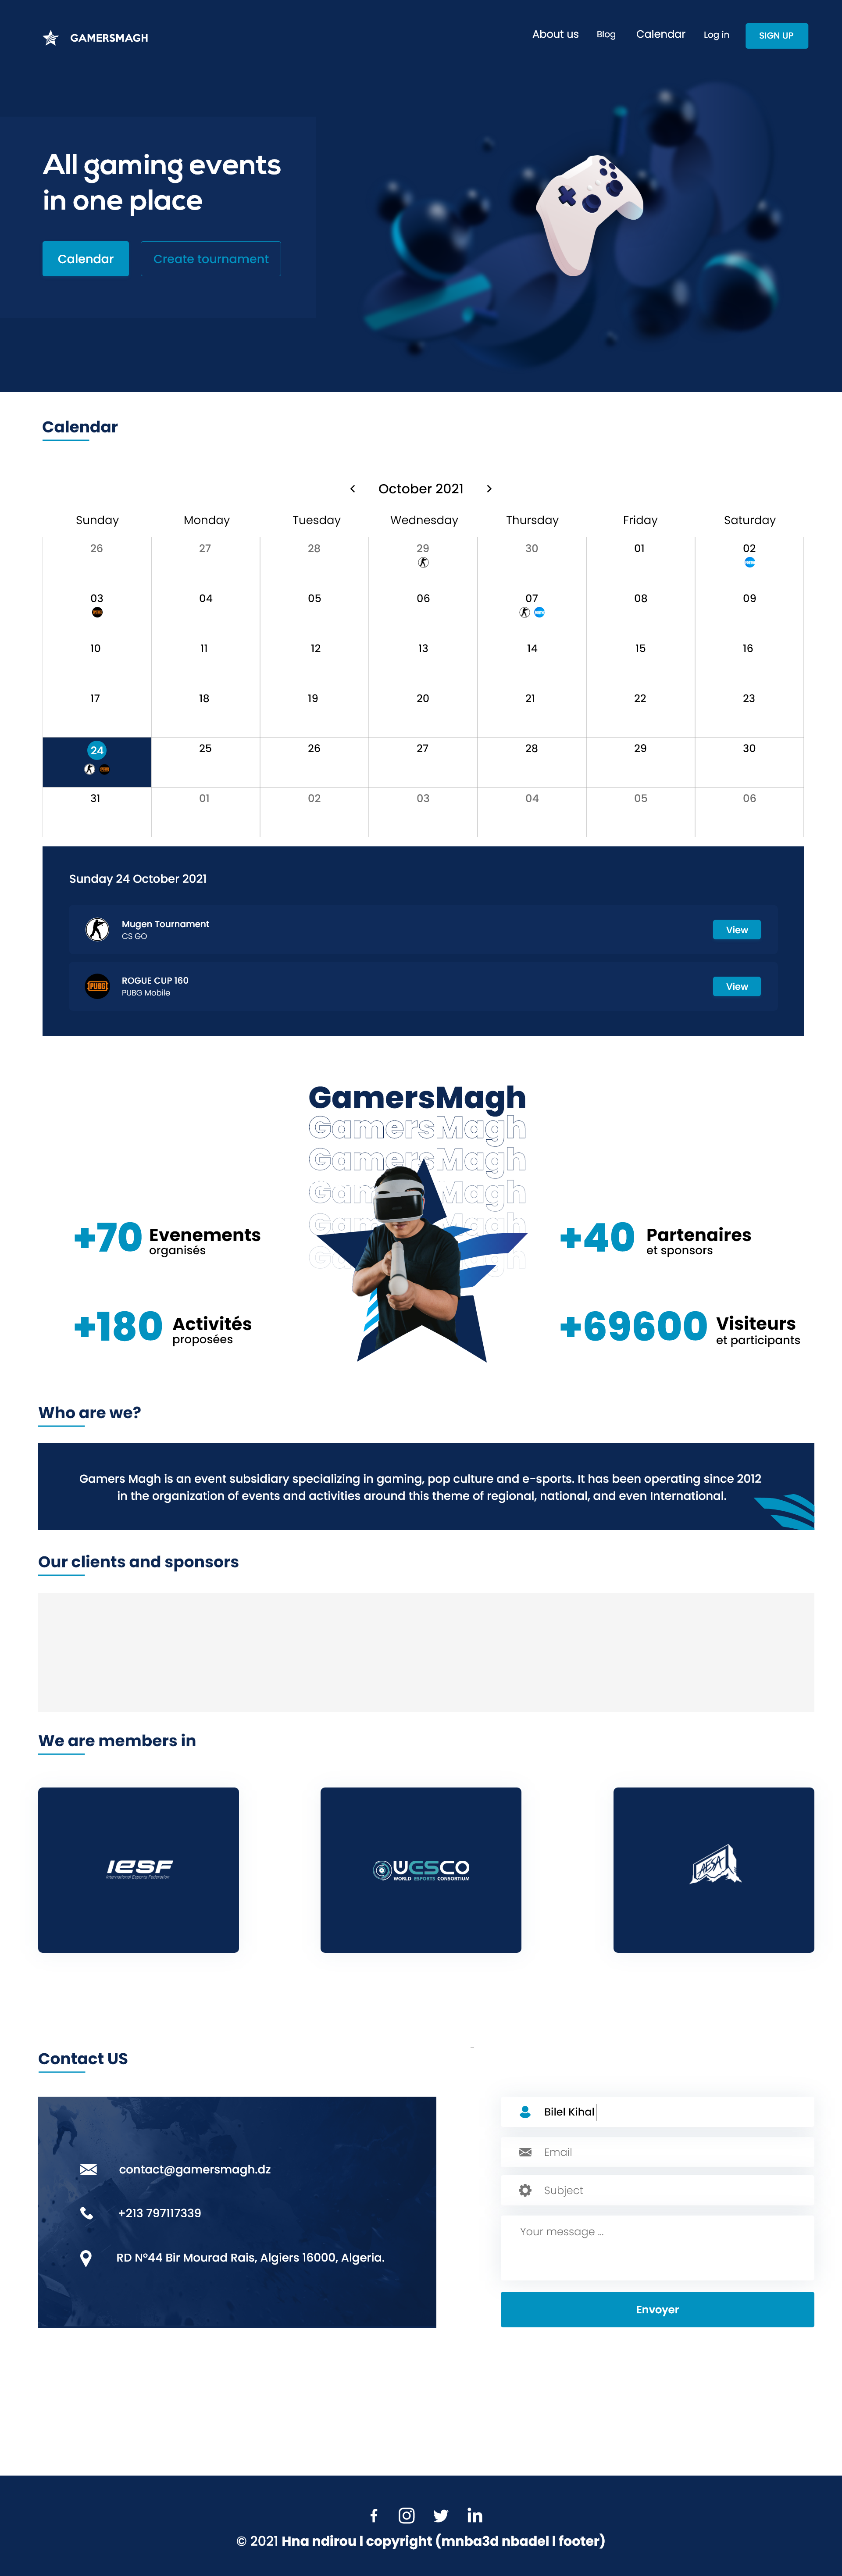 GAMERSMAGH
About us
Blog
Calendar
Log in
SIGN UP
All gaming events
in one place
Calendar
Create tournament
Calendar
October 2021
Sunday Monday Tuesday Wednesday Thursday Friday Saturday
26 27 28 29 30 01 02
03 04 05 06 07 08 09
PUBG
10 11 12 13 14 15 16
17 18 19 20 21 22 23
24 25 26 27 28 29 30
PUBG
31 01 02 03 04 05 06
Sunday 24 October 2021
Mugen Tournament
CS GO
View
PUBG
ROGUE CUP 160
PUBG Mobile
View
GamersMagh
GamersMagh
GamersMagh
GamersMagh
GamersMagh
GamersMagh
+70 Evenements
organisés
+40 Partenaires
et sponsors
+180 Activités
proposées
+69600 Visiteurs
et participants
Who are we?
Gamers Magh is an event subsidiary specializing in gaming, pop culture and e-sports. It has been operating since 2012
in the organization of events and activities around this theme of regional, national, and even International.
Our clients and sponsors
We are members in
IESF
International Esports Federation
WESCO
WORLD ESPORTS CONSORTIUM
AESA
Contact US
contact@gamersmagh.dz
+213 797117339
RD N°44 Bir Mourad Rais, Algiers 16000, Algeria.
Bilel Kihal
Email
Subject
Your message ...
Envoyer
© 2021 Hna ndirou l copyright (mnba3d nbadel l footer)